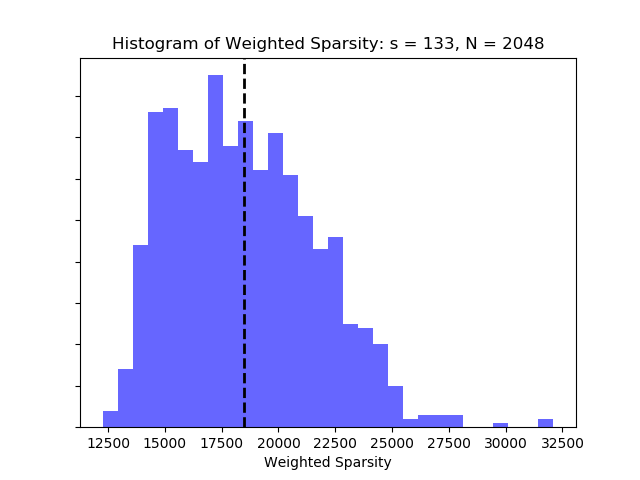 Histogram of Weighted Sparsity: s = 133, N = 2048
12500 15000 17500 20000 22500 25000 27500 30000 32500
Weighted Sparsity